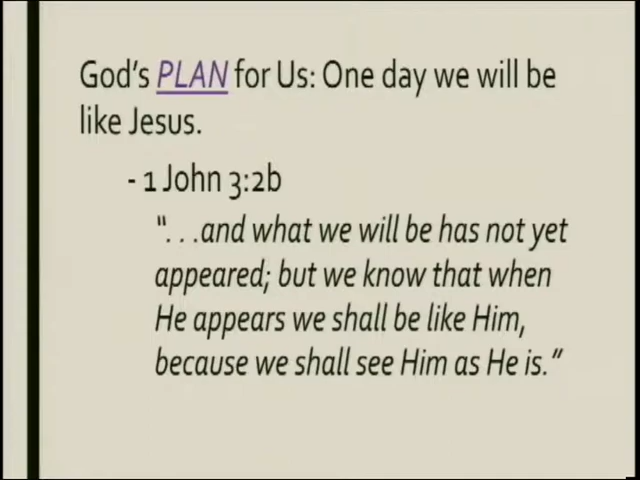 God's PLAN for Us: One day we will be
like Jesus.
- 1 John 3:2b
“. . .and what we will be has not yet
appeared; but we know that when
He appears we shall be like Him,
because we shall see Him as He is.”